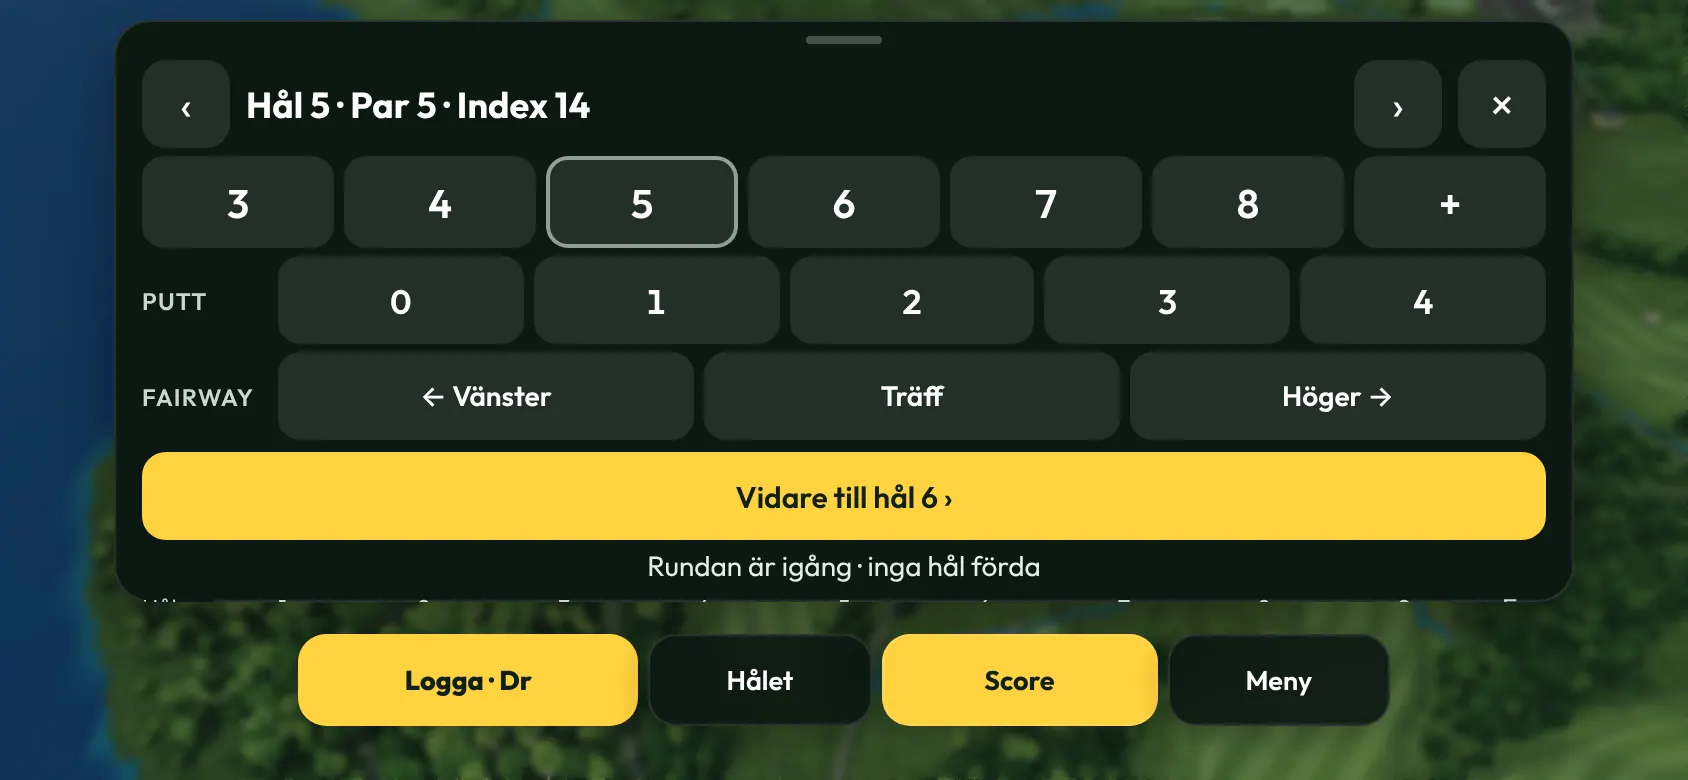 ‹ Hål 5 · Par 5 · Index 14 › ×
3 4 5 6 7 8 +
PUTT 0 1 2 3 4
FAIRWAY ← Vänster Träff Höger →
Vidare till hål 6 ›
Rundan är igång · inga hål förda
Logga · Dr Hålet Score Meny